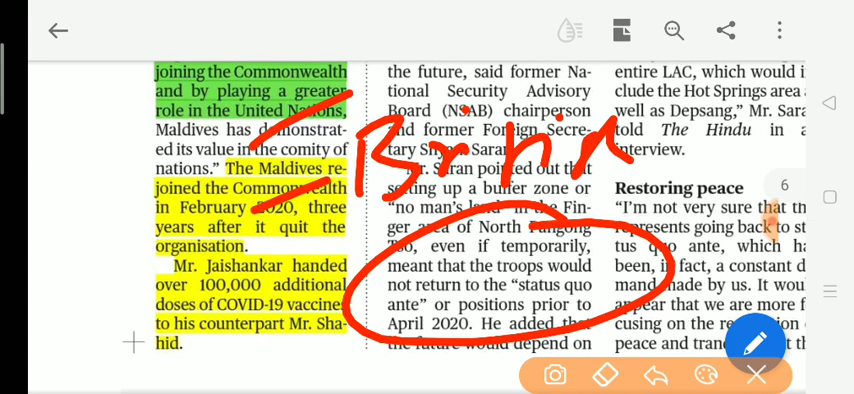 joining the Commonwealth
and by playing a greater
role in the United Nations,
Maldives has demonstrat-
ed its value in the comity of
nations.” The Maldives re-
joined the Commonwealth
in February 2020, three
years after it quit the
organisation.
Mr. Jaishankar handed
over 100,000 additional
doses of COVID-19 vaccines
to his counterpart Mr. Sha-
hid.
the future, said former Na-
tional Security Advisory
Board (NSAB) chairperson
and former Foreign Secre-
tary Shyam Saran.
Mr. Saran pointed out that
setting up a buffer zone or
“no man’s land” in the Fin-
ger area of North Pangong
Tso, even if temporarily,
meant that the troops would
not return to the “status quo
ante” or positions prior to
April 2020. He added that
the future would depend on
entire LAC, which would i
clude the Hot Springs area
well as Depsang,” Mr. Sara
told The Hindu in a
interview.
Restoring peace
“I’m not very sure that th
represents going back to st
tus quo ante, which ha
been, in fact, a constant d
mand made by us. It wou
appear that we are more f
cusing on the
peace and
6